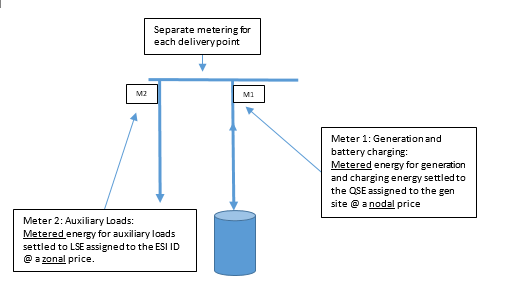 Separate metering for
each delivery point
M2
M1
Meter 1: Generation and
battery charging:
Metered energy for generation
and charging energy settled to
the QSE assigned to the gen
site @ a nodal price
Meter 2: Auxiliary Loads:
Metered energy for auxiliary loads
settled to LSE assigned to the ESI ID
@ a zonal price.